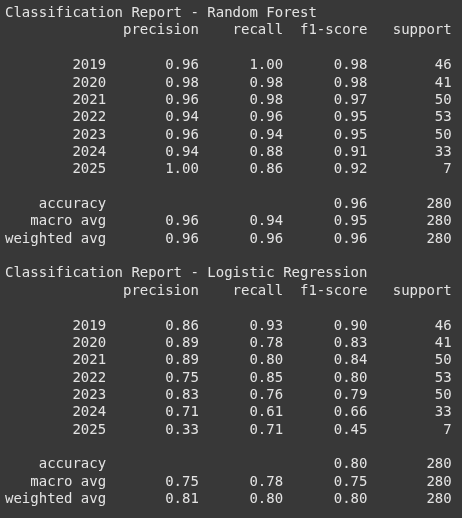 Classification Report - Random Forest
precision recall f1-score support
2019 0.96 1.00 0.98 46
2020 0.98 0.98 0.98 41
2021 0.96 0.98 0.97 50
2022 0.94 0.96 0.95 53
2023 0.96 0.94 0.95 50
2024 0.94 0.88 0.91 33
2025 1.00 0.86 0.92 7
accuracy 0.96 280
macro avg 0.96 0.94 0.95 280
weighted avg 0.96 0.96 0.96 280
Classification Report - Logistic Regression
precision recall f1-score support
2019 0.86 0.93 0.90 46
2020 0.89 0.78 0.83 41
2021 0.89 0.80 0.84 50
2022 0.75 0.85 0.80 53
2023 0.83 0.76 0.79 50
2024 0.71 0.61 0.66 33
2025 0.33 0.71 0.45 7
accuracy 0.80 280
macro avg 0.75 0.78 0.75 280
weighted avg 0.81 0.80 0.80 280